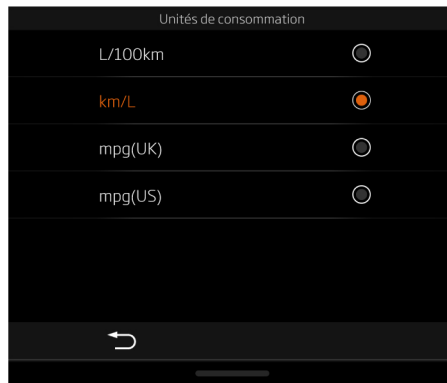 Unités de consommation
L/100km
km/L
mpg(UK)
mpg(US)